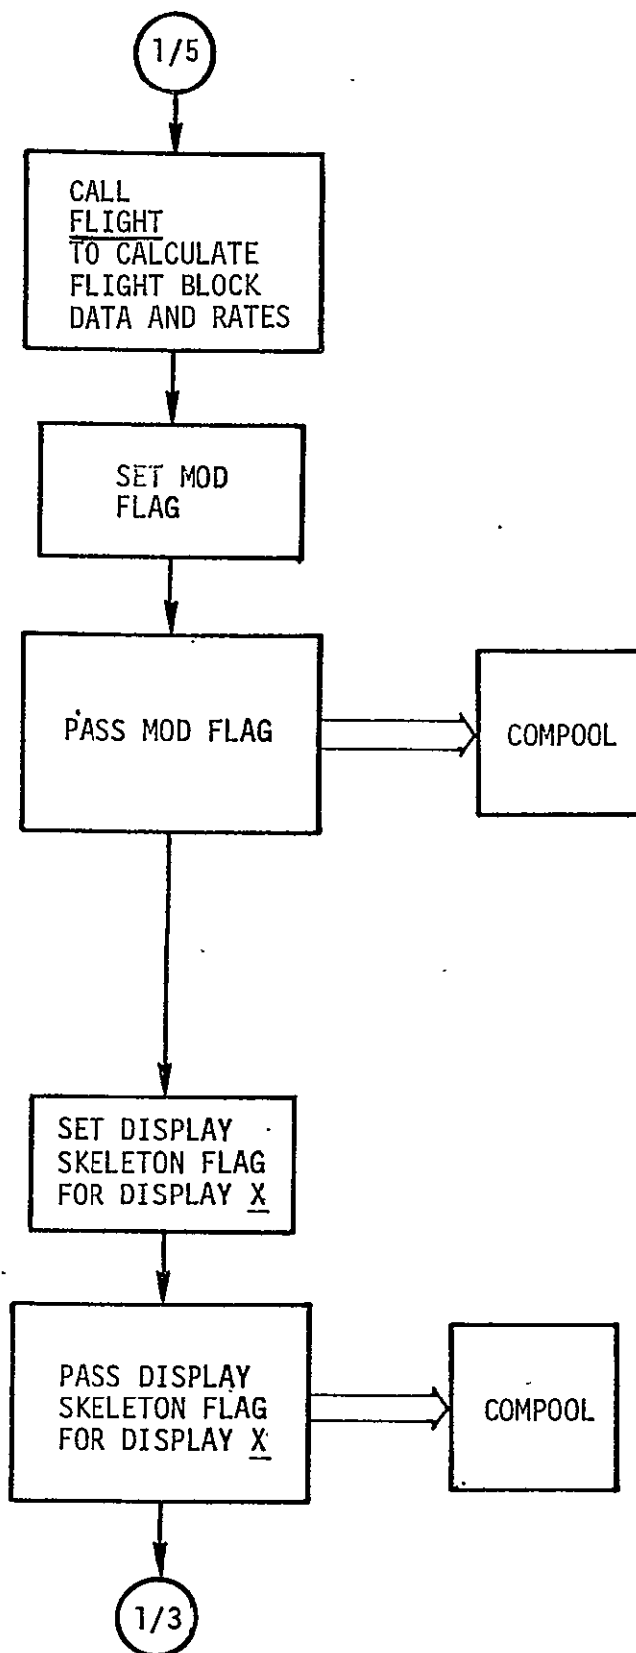 1/5
CALL
FLIGHT
TO CALCULATE
FLIGHT BLOCK
DATA AND RATES
SET MOD
FLAG
PASS MOD FLAG
COMPOOL
SET DISPLAY
SKELETON FLAG
FOR DISPLAY X
PASS DISPLAY
SKELETON FLAG
FOR DISPLAY X
COMPOOL
1/3